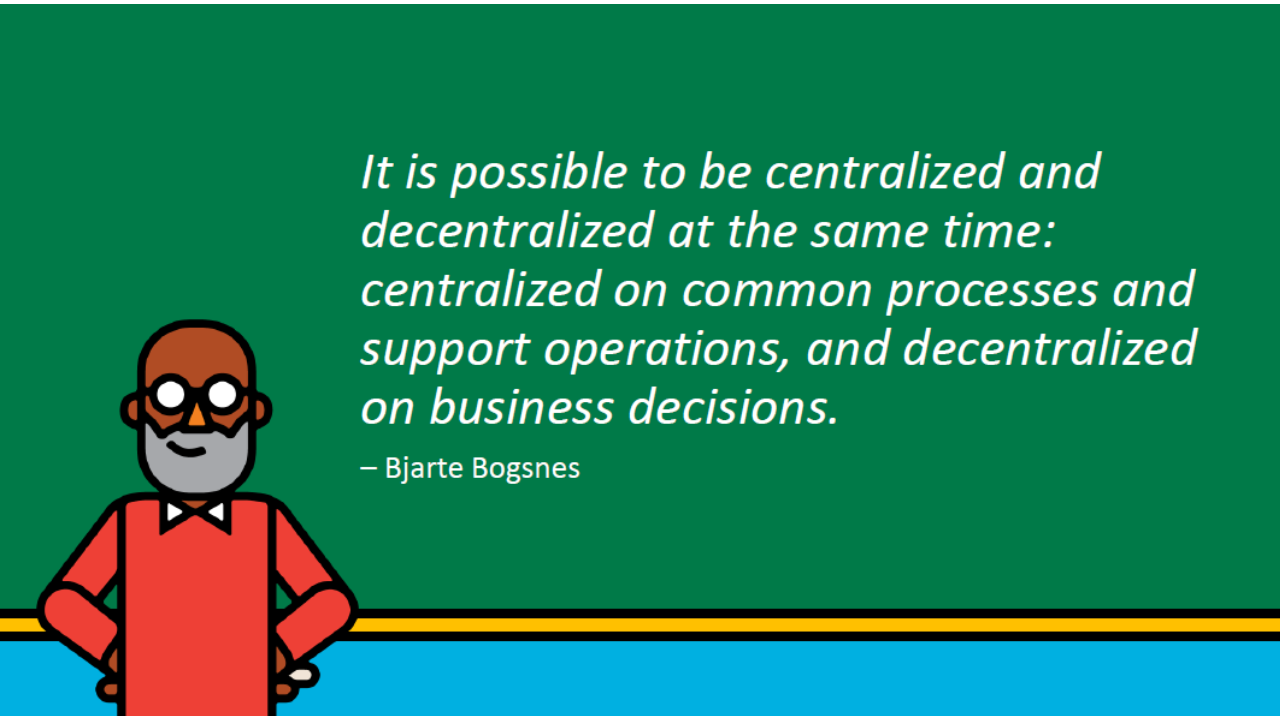 It is possible to be centralized and
decentralized at the same time:
centralized on common processes and
support operations, and decentralized
on business decisions.
– Bjarte Bogsnes